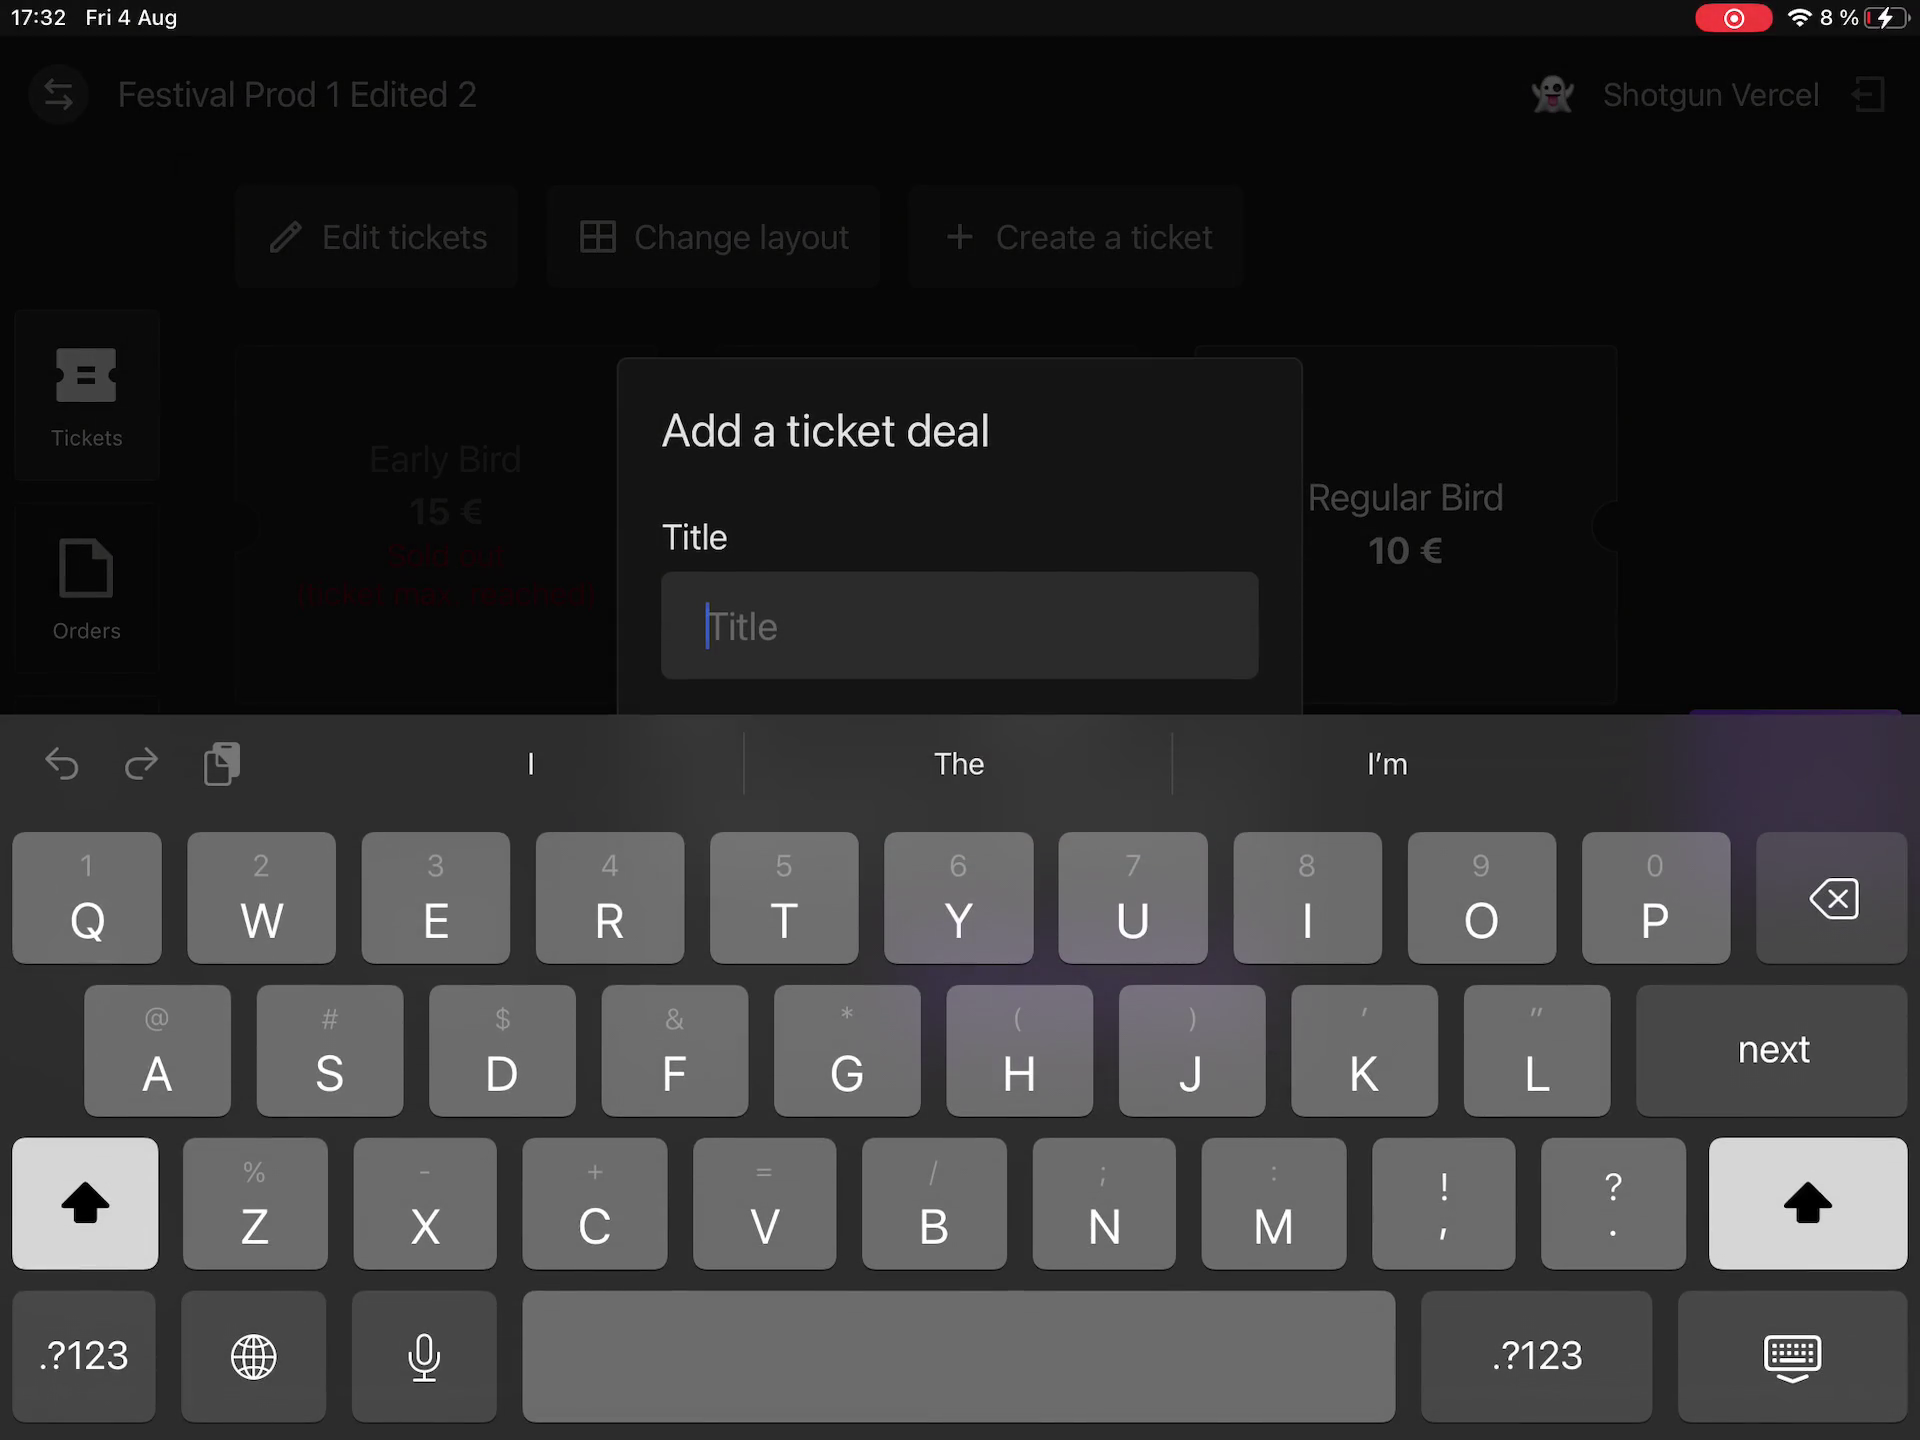 17:32 Fri 4 Aug
8 %
Festival Prod 1 Edited 2
Shotgun Vercel
Edit tickets
Change layout
Create a ticket
Tickets
Orders
Early Bird
15 €
Sold out
(ticket max. reached)
Add a ticket deal
Title
Title
Regular Bird
10 €
I
The
I'm
1 2 3 4 5 6 7 8 9 0
Q W E R T Y U I O P
@ # $ & * ( ) ' "
A S D F G H J K L next
% - + = / ; : ! ?
Z X C V B N M , .
.?123
.?123